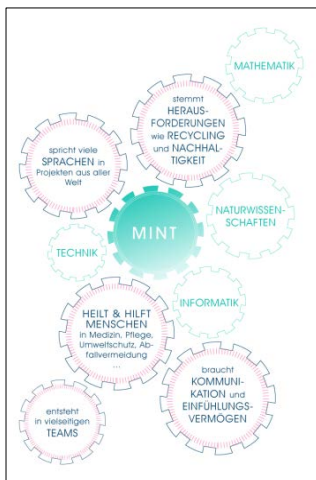 MATHEMATIK
stemmt
HERAUS-
FORDERUNGEN
wie RECYCLING
und NACHHAL-
TIGKEIT
spricht viele
SPRACHEN in
Projekten aus aller
Welt
NATURWISSEN-
SCHAFTEN
MINT
TECHNIK
INFORMATIK
HEILT & HILFT
MENSCHEN
in Medizin, Pflege,
Umweltschutz, Ab-
fallvermeidung
...
braucht
KOMMUNI-
KATION und
EINFÜHLUNGS-
VERMÖGEN
entsteht
in vielseitigen
TEAMS